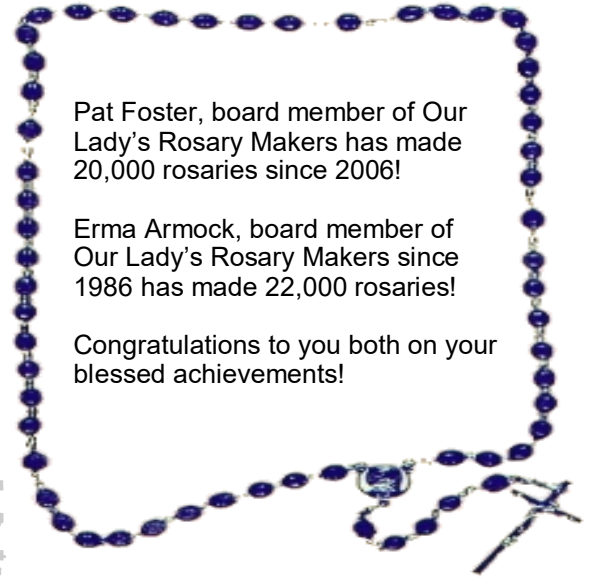 Pat Foster, board member of Our
Lady’s Rosary Makers has made
20,000 rosaries since 2006!
Erma Armock, board member of
Our Lady’s Rosary Makers since
1986 has made 22,000 rosaries!
Congratulations to you both on your
blessed achievements!